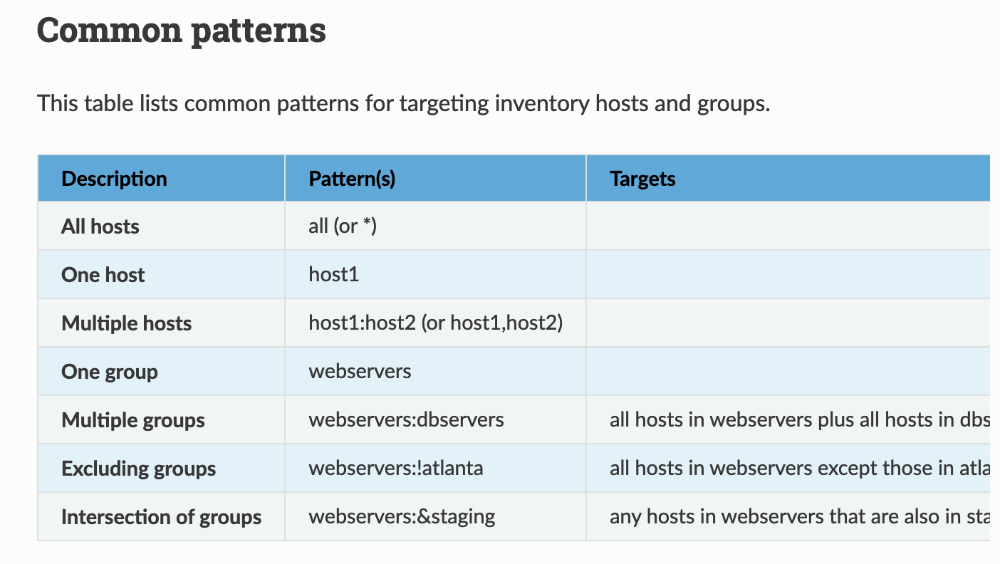 Common patterns
This table lists common patterns for targeting inventory hosts and groups.
Description Pattern(s) Targets
All hosts all (or *)
One host host1
Multiple hosts host1:host2 (or host1,host2)
One group webservers
Multiple groups webservers:dbservers all hosts in webservers plus all hosts in dbs
Excluding groups webservers:!atlanta all hosts in webservers except those in atla
Intersection of groups webservers:&staging any hosts in webservers that are also in sta